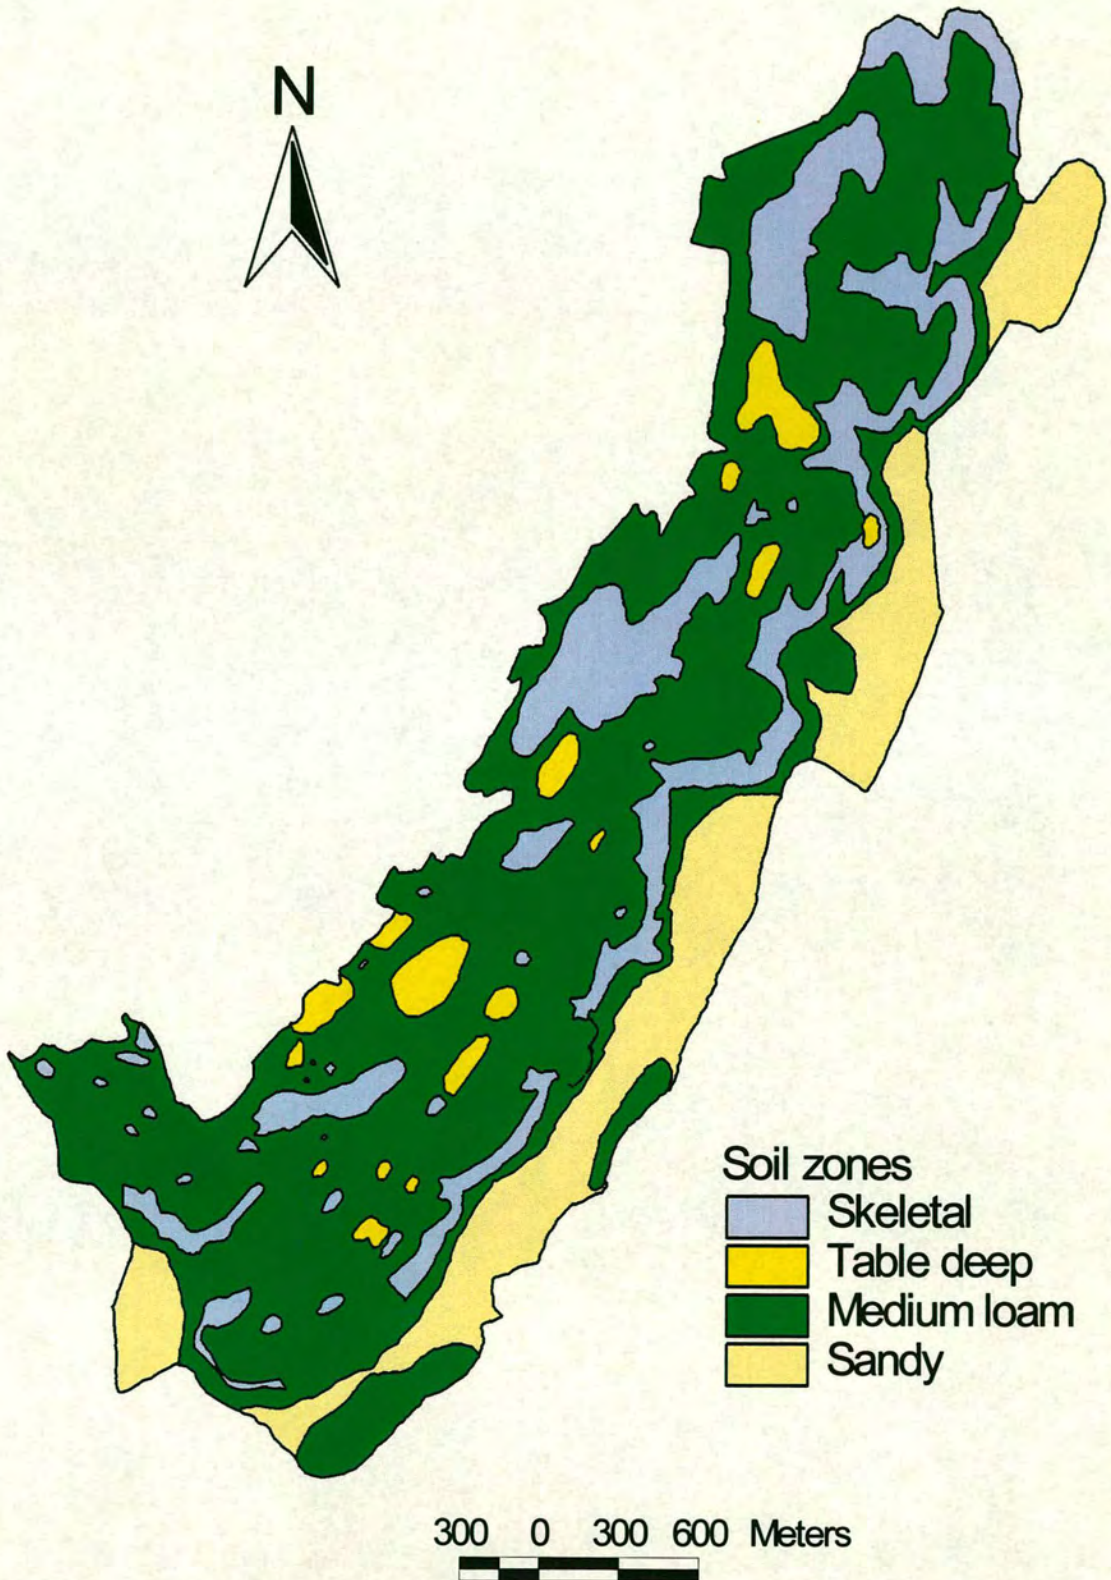 N
Soil zones
Skeletal
Table deep
Medium loam
Sandy
300 0 300 600 Meters